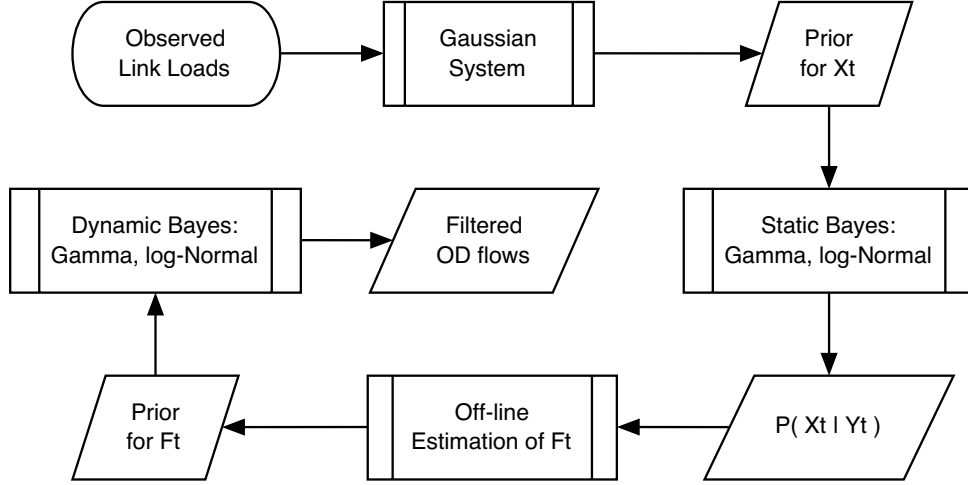 Observed
Link Loads
Gaussian
System
Prior
for Xt
Dynamic Bayes:
Gamma, log-Normal
Filtered
OD flows
Static Bayes:
Gamma, log-Normal
Prior
for Ft
Off-line
Estimation of Ft
P( Xt | Yt )